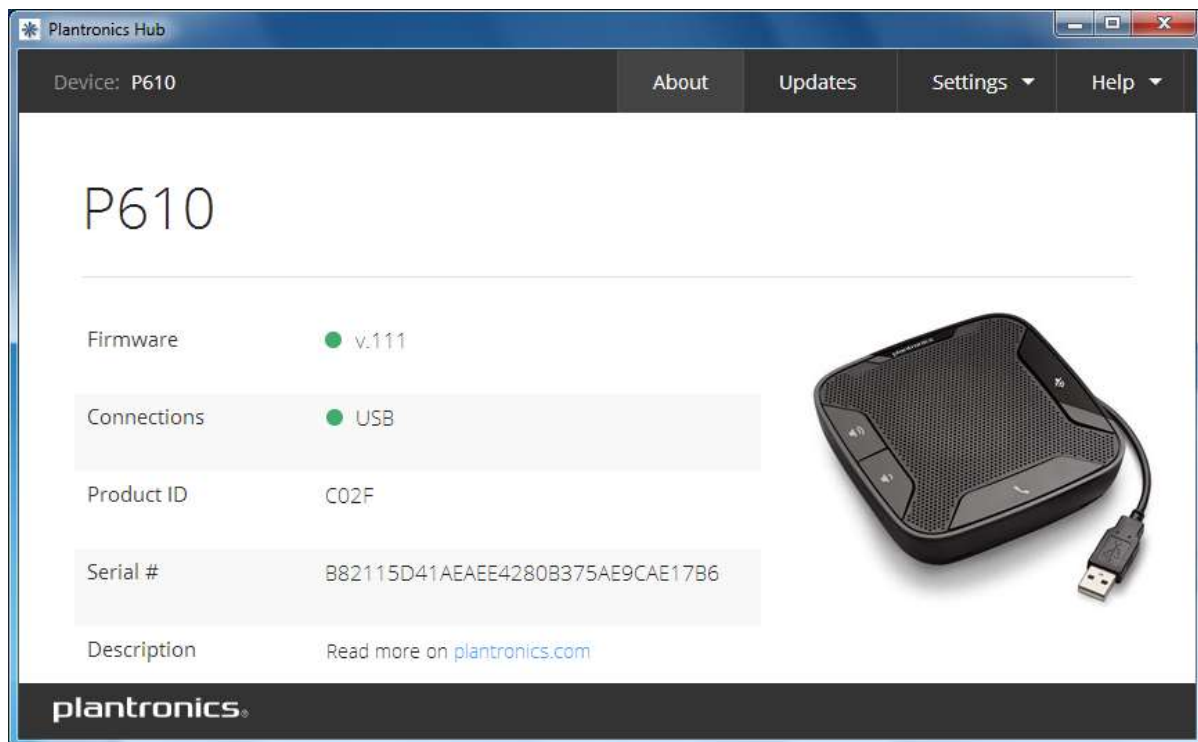 Plantronics Hub
Device: P610 About Updates Settings Help
P610
Firmware v.111
Connections USB
Product ID C02F
Serial # B82115D41AEAEE4280B375AE9CAE17B6
Description Read more on plantronics.com
plantronics
plantronics®